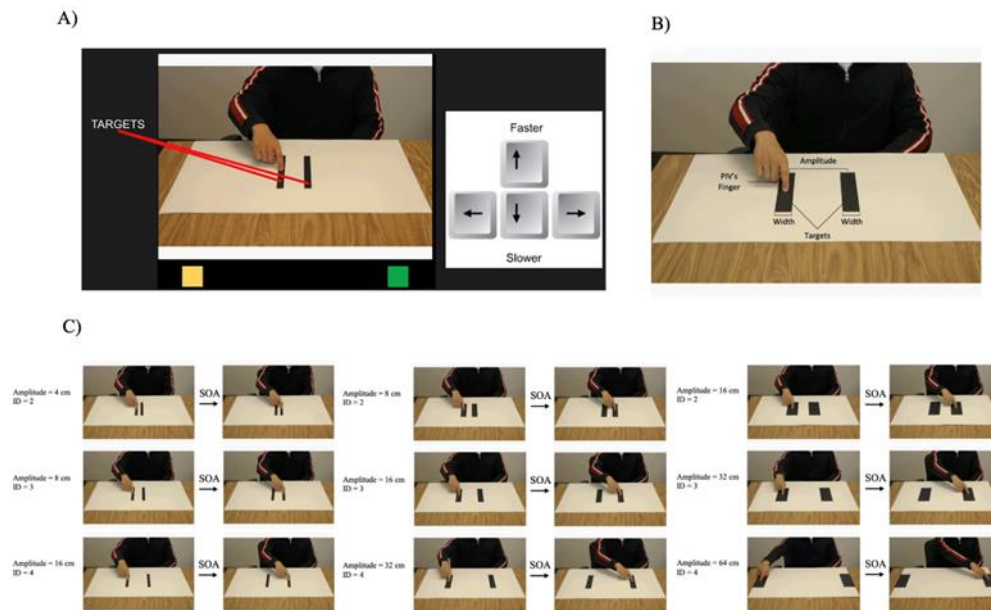 A)
TARGETS
Faster
Slower
B)
Amplitude
PIV's
Finger
Width
Width
Targets
C)
Amplitude = 4 cm
ID = 2
SOA
Amplitude = 8 cm
ID = 2
SOA
Amplitude = 16 cm
ID = 2
SOA
Amplitude = 8 cm
ID = 3
SOA
Amplitude = 16 cm
ID = 3
SOA
Amplitude = 32 cm
ID = 3
SOA
Amplitude = 16 cm
ID = 4
SOA
Amplitude = 32 cm
ID = 4
SOA
Amplitude = 64 cm
ID = 4
SOA